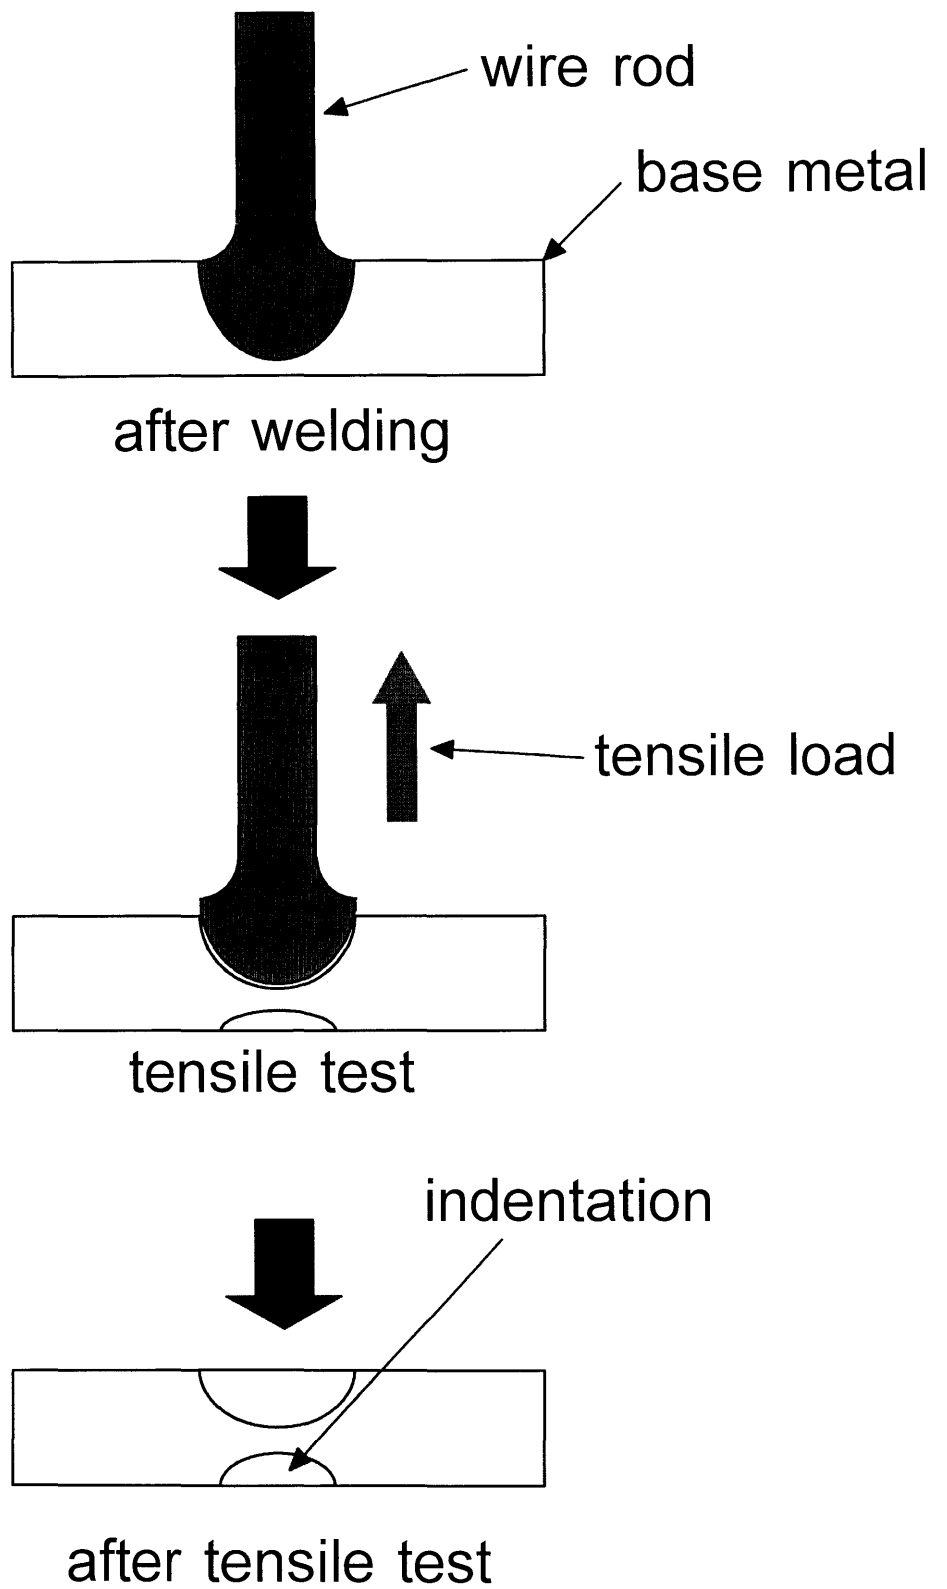 wire rod
base metal
after welding
tensile load
tensile test
indentation
after tensile test